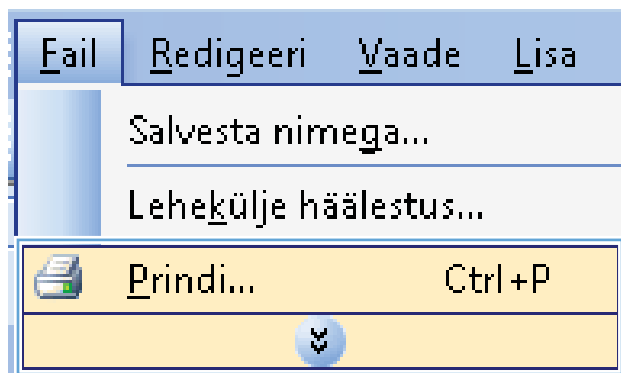 Fail Redigeeri Vaade Lisa
Salvesta nimega...
Lehekülje häälestus...
Prindi... Ctrl+P